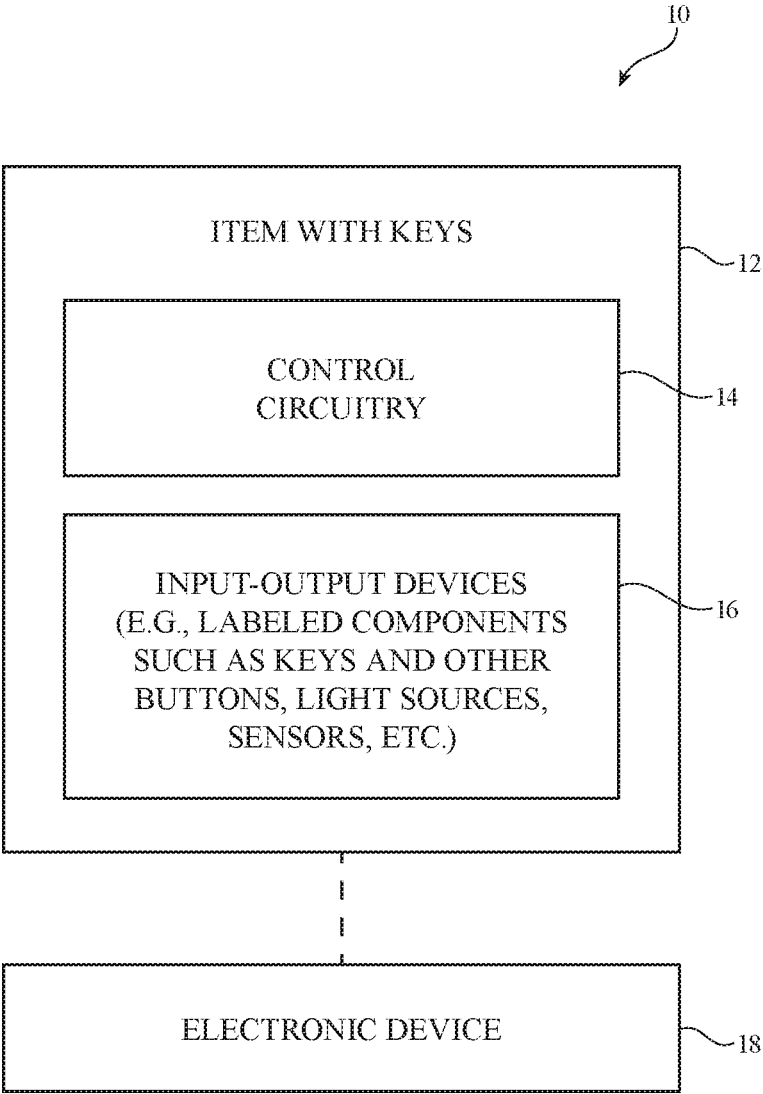 10
ITEM WITH KEYS
12
CONTROL
CIRCUITRY
14
INPUT-OUTPUT DEVICES
(E.G., LABELED COMPONENTS
SUCH AS KEYS AND OTHER
BUTTONS, LIGHT SOURCES,
SENSORS, ETC.)
16
ELECTRONIC DEVICE
18